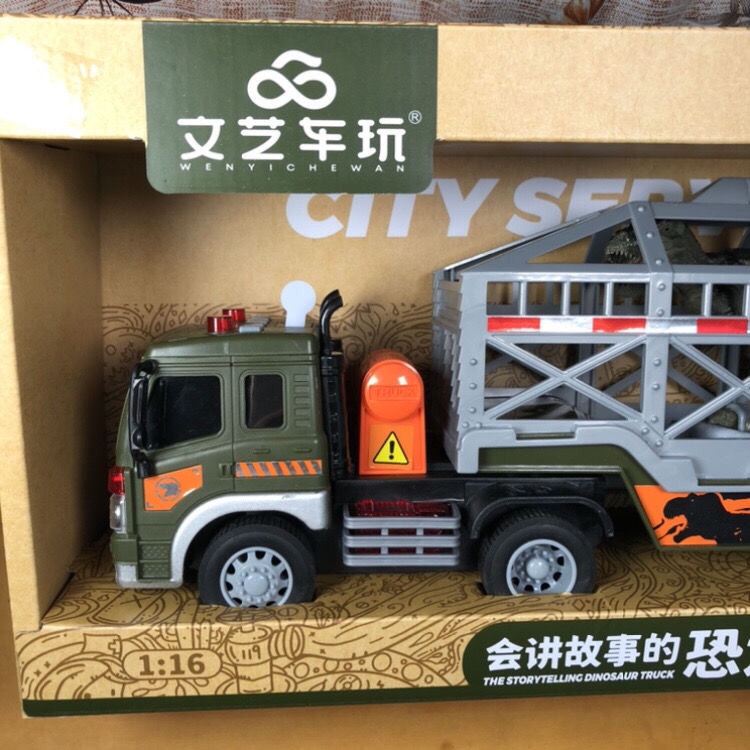 文艺车玩®
WENYICHEWAN
CITY SER
TRUCK
1:16
119
会讲故事的恐
THE STORYTELLING DINOSAUR TRUCK